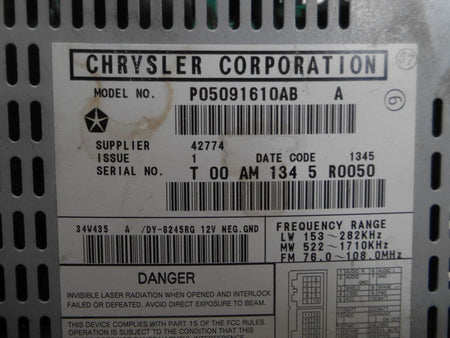 CHRYSLER CORPORATION
MODEL NO. P05091610AB A
SUPPLIER 42774
ISSUE 1 DATE CODE 1345
SERIAL NO. T 00 AM 134 5 R0050
34V435 A /DY-8245RG 12V NEG.GND
FREQUENCY RANGE
LW 153~282KHz
MW 522~1710KHz
FM 76.0~108.0MHz
DANGER
INVISIBLE LASER RADIATION WHEN OPENED AND INTERLOCK
FAILED OR DEFEATED. AVOID DIRECT EXPOSURE TO BEAM.
THIS DEVICE COMPLIES WITH PART 15 OF THE FCC RULES.
OPERATION IS SUBJECT TO THE CONDITION THAT THIS
57